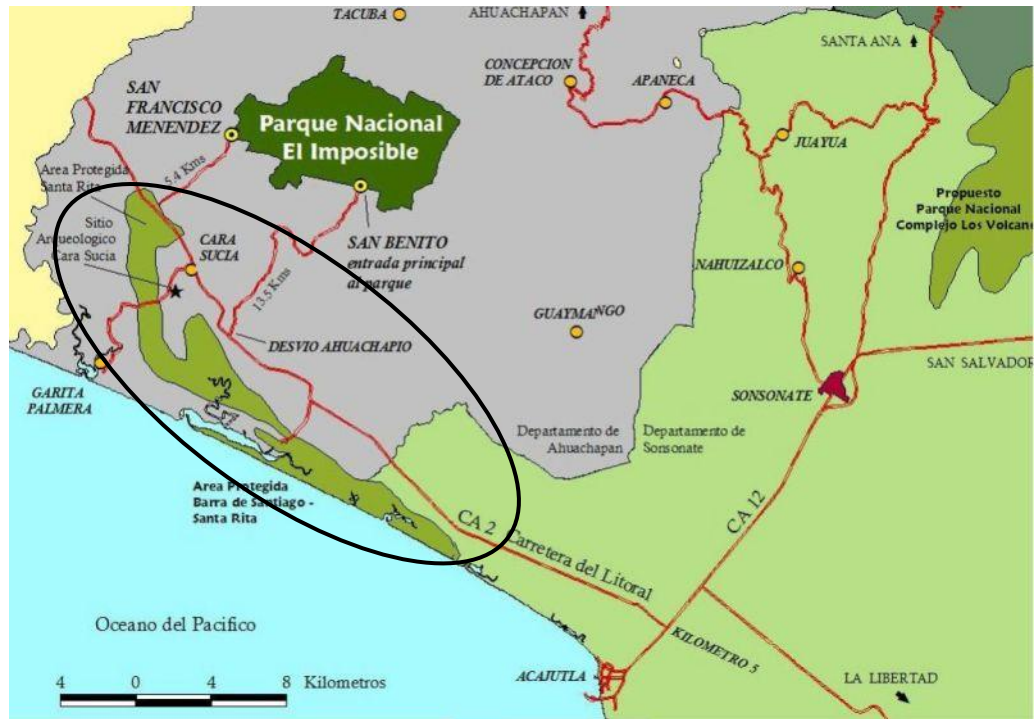 TACUBA
AHUACHAPAN
SANTA ANA
CONCEPCION
DE ATACO
APANECA
SAN
FRANCISCO
MENENDEZ
Parque Nacional
El Imposible
JUAYUA
5.4 Kms
Area Protegida
Santa Rita
Propuesto
Parque Nacional
Complejo Los Volcane
Sitio
Arqueologico
Cara Sucia
CARA
SUCIA
SAN BENITO
entrada principal
al parque
NAHUIZALCO
13.5 Kms
GUAYMANGO
DESVIO AHUACHAPIO
SAN SALVADOR
GARITA
PALMERA
SONSONATE
Departamento de
Ahuachapan
Departamento de
Sonsonate
Area Protegida
Barra de Santiago -
Santa Rita
CA 12
CA 2 Carretera del Litoral
Oceano del Pacifico
KILOMETRO 5
ACAJUTLA
LA LIBERTAD
4 0 4 8 Kilometros